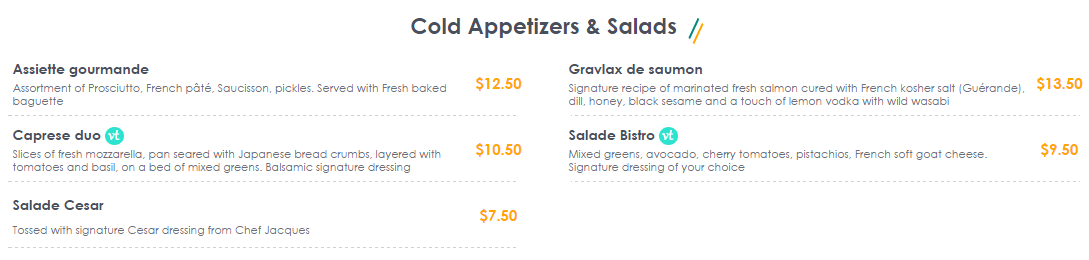 Cold Appetizers & Salads
Assiette gourmande
Assortment of Prosciutto, French pâté, Saucisson, pickles. Served with Fresh baked
baguette
$12.50
Caprese duo vt
Slices of fresh mozzarella, pan seared with Japanese bread crumbs, layered with
tomatoes and basil, on a bed of mixed greens. Balsamic signature dressing
$10.50
Salade Cesar
Tossed with signature Cesar dressing from Chef Jacques
$7.50
Gravlax de saumon
Signature recipe of marinated fresh salmon cured with French kosher salt (Guérande),
dill, honey, black sesame and a touch of lemon vodka with wild wasabi
$13.50
Salade Bistro vt
Mixed greens, avocado, cherry tomatoes, pistachios, French soft goat cheese.
Signature dressing of your choice
$9.50